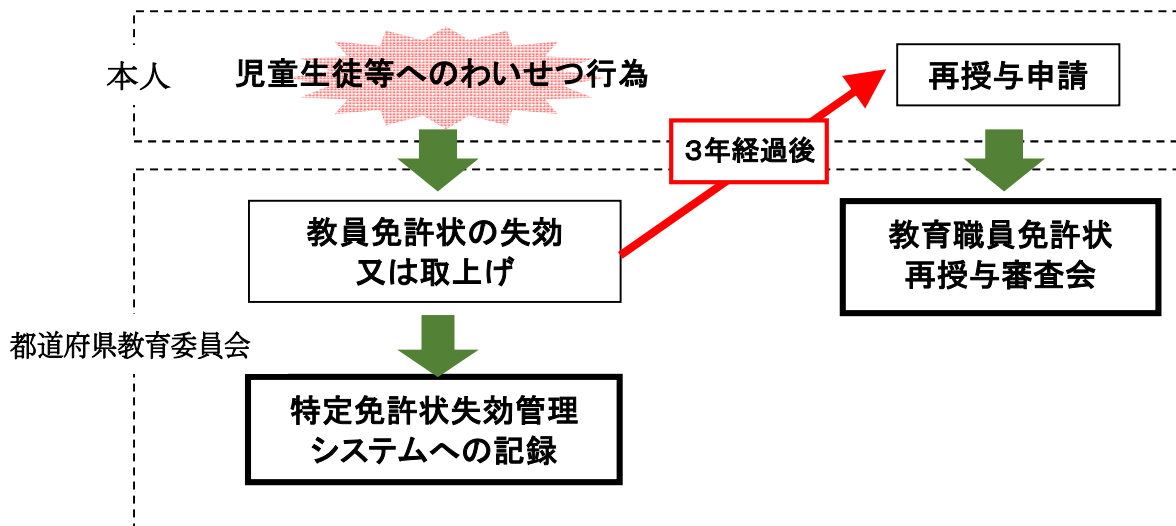 本人
児童生徒等へのわいせつ行為
再授与申請
3年経過後
教員免許状の失効
又は取上げ
教育職員免許状
再授与審査会
都道府県教育委員会
特定免許状失効管理
システムへの記録